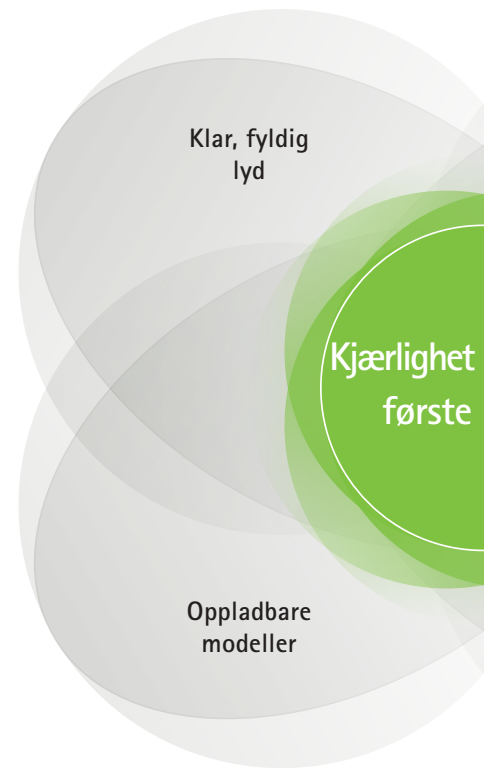 Klar, fyldig
lyd
Kjærlighet
første
Oppladbare
modeller